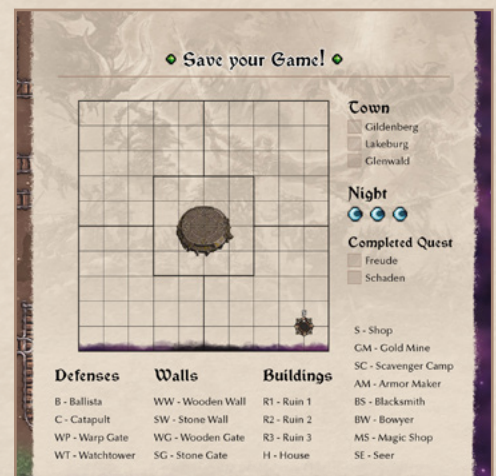 Save your Game!
Town
Gildenberg
Lakeburg
Glenwald
Night
Completed Quest
Freude
Schaden
S - Shop
GM - Gold Mine
SC - Scavenger Camp
AM - Armor Maker
BS - Blacksmith
BW - Bowyer
MS - Magic Shop
SE - Seer
Defenses
B - Ballista
C - Catapult
WP - Warp Gate
WT - Watchtower
Walls
WW - Wooden Wall
SW - Stone Wall
WG - Wooden Gate
SG - Stone Gate
Buildings
R1 - Ruin 1
R2 - Ruin 2
R3 - Ruin 3
H - House